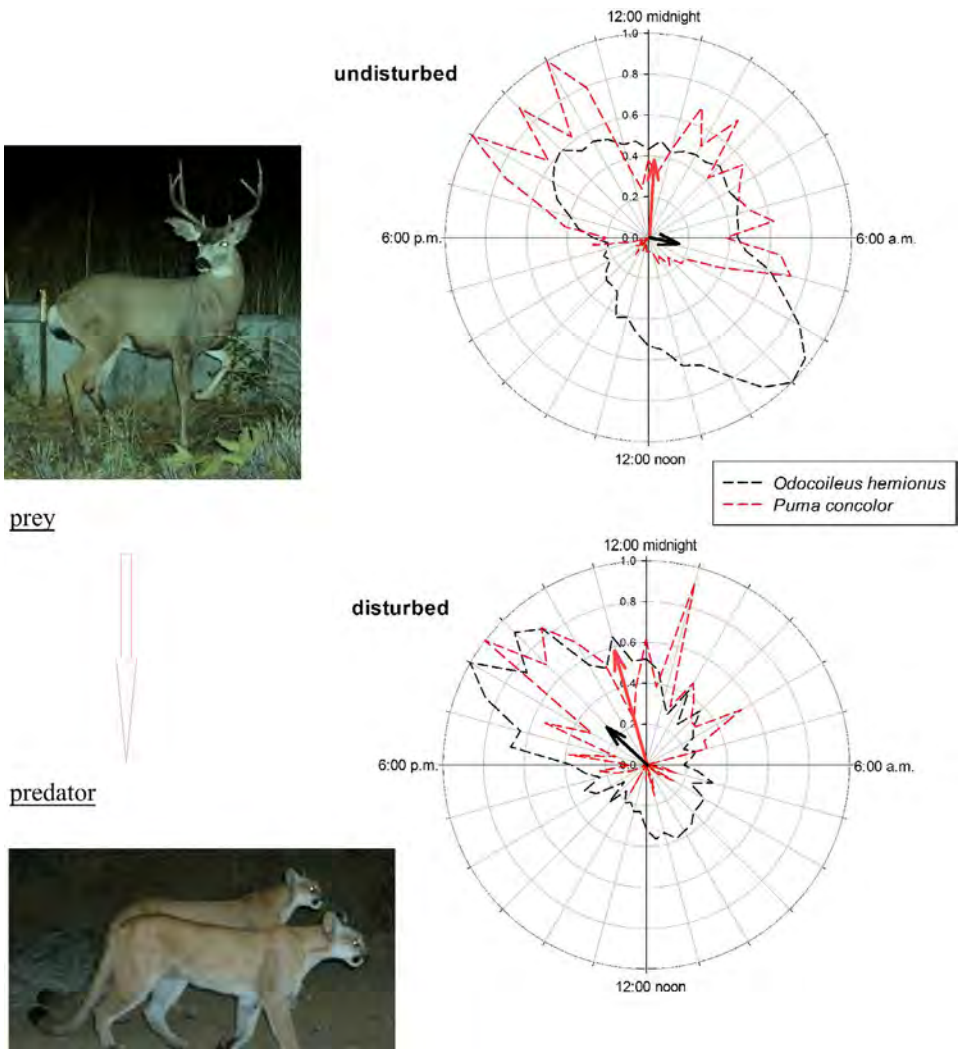 12:00 midnight
1.0
undisturbed
0.8
0.6
0.4
0.2
6:00 p.m.
0.0
6:00 a.m.
12:00 noon
Odocoileus hemionus
Puma concolor
prey
12:00 midnight
1.0
disturbed
0.8
0.6
0.4
0.2
6:00 p.m.
0.0
6:00 a.m.
predator
12:00 noon